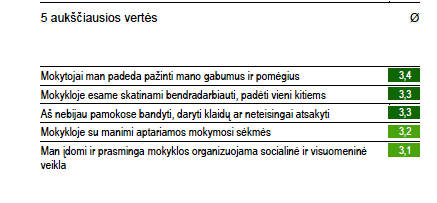 5 aukščiausios vertės Ø
Mokytojai man padeda pažinti mano gabumus ir pomėgius 3,4
Mokykloje esame skatinami bendradarbiauti, padėti vieni kitiems 3,3
Aš nebijau pamokose bandyti, daryti klaidų ar neteisingai atsakyti 3,3
Mokykloje su manimi aptariamos mokymosi sėkmės 3,2
Man įdomi ir prasminga mokyklos organizuojama socialinė ir visuomeninė 3,1
veikla